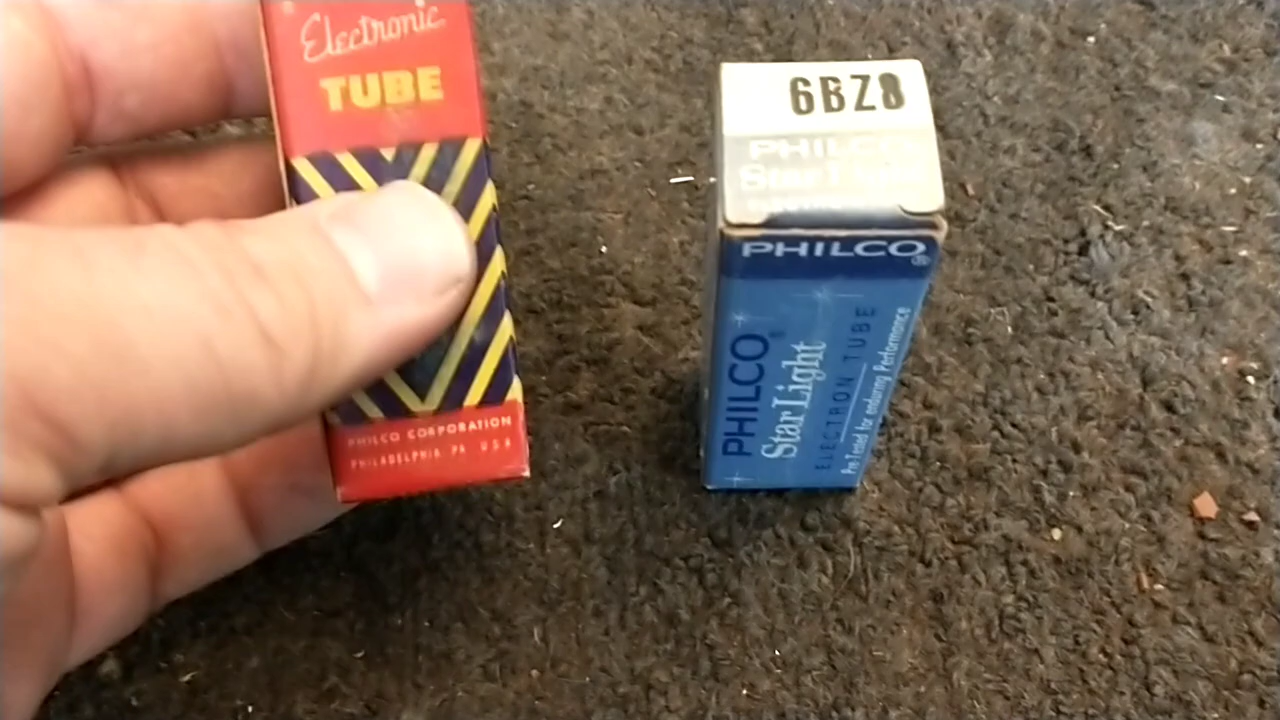 Electronic
TUBE
PHILCO CORPORATION
PHILADELPHIA PA USA
6BZ8
PHILCO
PHILCO®
PHILCO®
Star Light
ELECTRON TUBE
Pre-Tested for enduring Performance